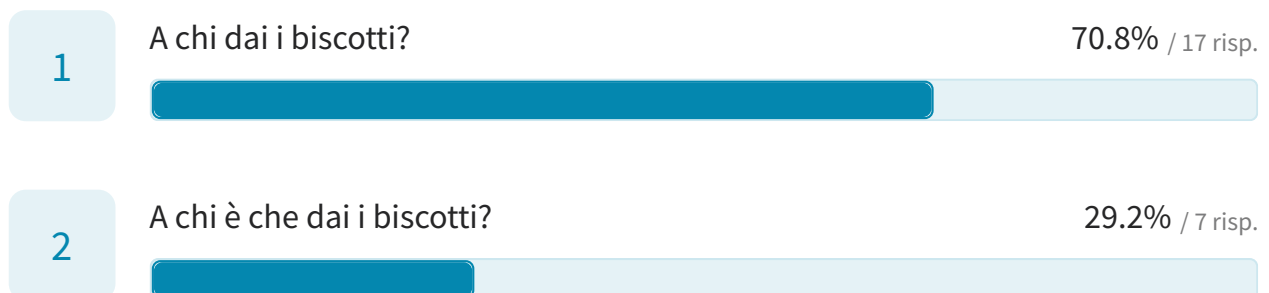 1
A chi dai i biscotti?
70.8% / 17 risp.
2
A chi è che dai i biscotti?
29.2% / 7 risp.